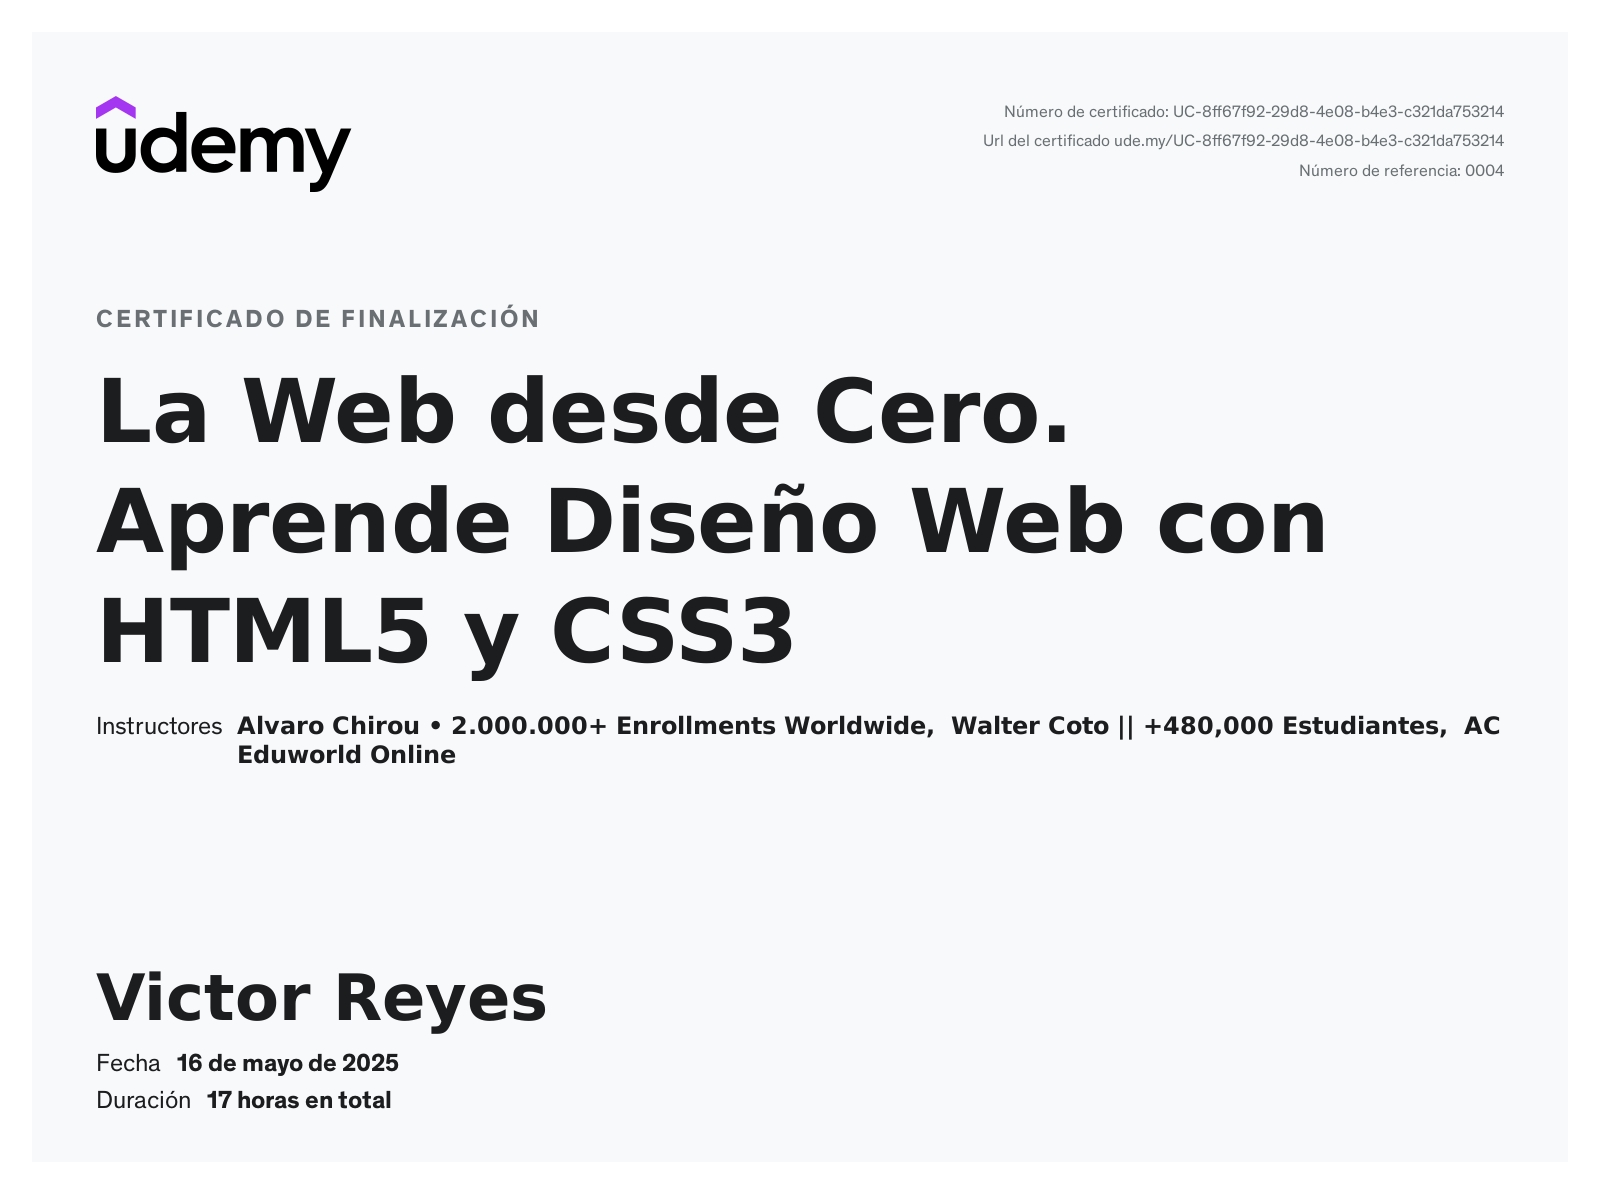 udemy
Número de certificado: UC-8ff67f92-29d8-4e08-b4e3-c321da753214
Url del certificado ude.my/UC-8ff67f92-29d8-4e08-b4e3-c321da753214
Número de referencia: 0004
CERTIFICADO DE FINALIZACIÓN
La Web desde Cero.
Aprende Diseño Web con
HTML5 y CSS3
Instructores Alvaro Chirou • 2.000.000+ Enrollments Worldwide, Walter Coto || +480,000 Estudiantes, AC
Eduworld Online
Victor Reyes
Fecha 16 de mayo de 2025
Duración 17 horas en total